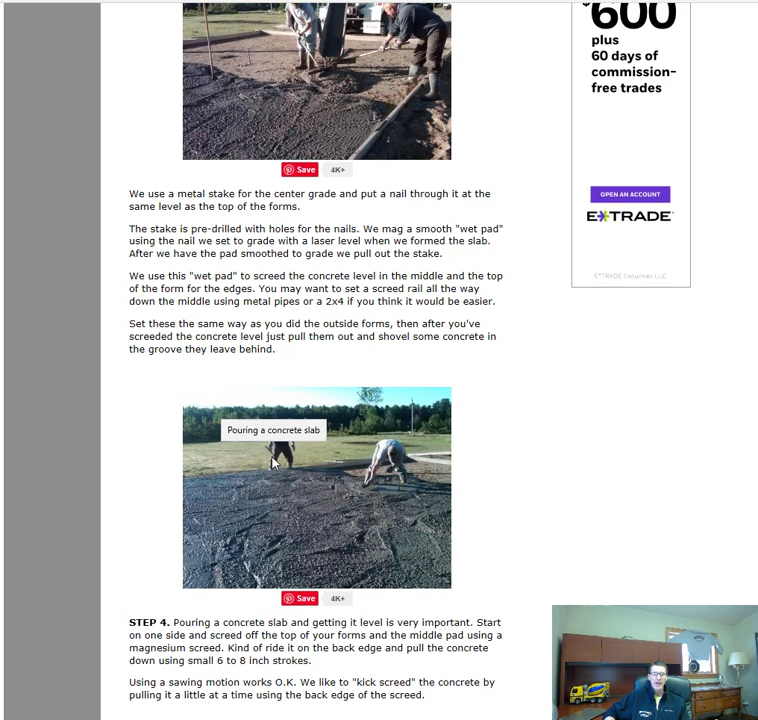 $600
plus
60 days of
commission-
free trades
OPEN AN ACCOUNT
E*TRADE
E*TRADE Securities LLC
Save 4K+
We use a metal stake for the center grade and put a nail through it at the
same level as the top of the forms.
The stake is pre-drilled with holes for the nails. We mag a smooth "wet pad"
using the nail we set to grade with a laser level when we formed the slab.
After we have the pad smoothed to grade we pull out the stake.
We use this "wet pad" to screed the concrete level in the middle and the top
of the form for the edges. You may want to set a screed rail all the way
down the middle using metal pipes or a 2x4 if you think it would be easier.
Set these the same way as you did the outside forms, then after you've
screeded the concrete level just pull them out and shovel some concrete in
the groove they leave behind.
Pouring a concrete slab
Save 4K+
STEP 4. Pouring a concrete slab and getting it level is very important. Start
on one side and screed off the top of your forms and the middle pad using a
magnesium screed. Kind of ride it on the back edge and pull the concrete
down using small 6 to 8 inch strokes.
Using a sawing motion works O.K. We like to "kick screed" the concrete by
pulling it a little at a time using the back edge of the screed.